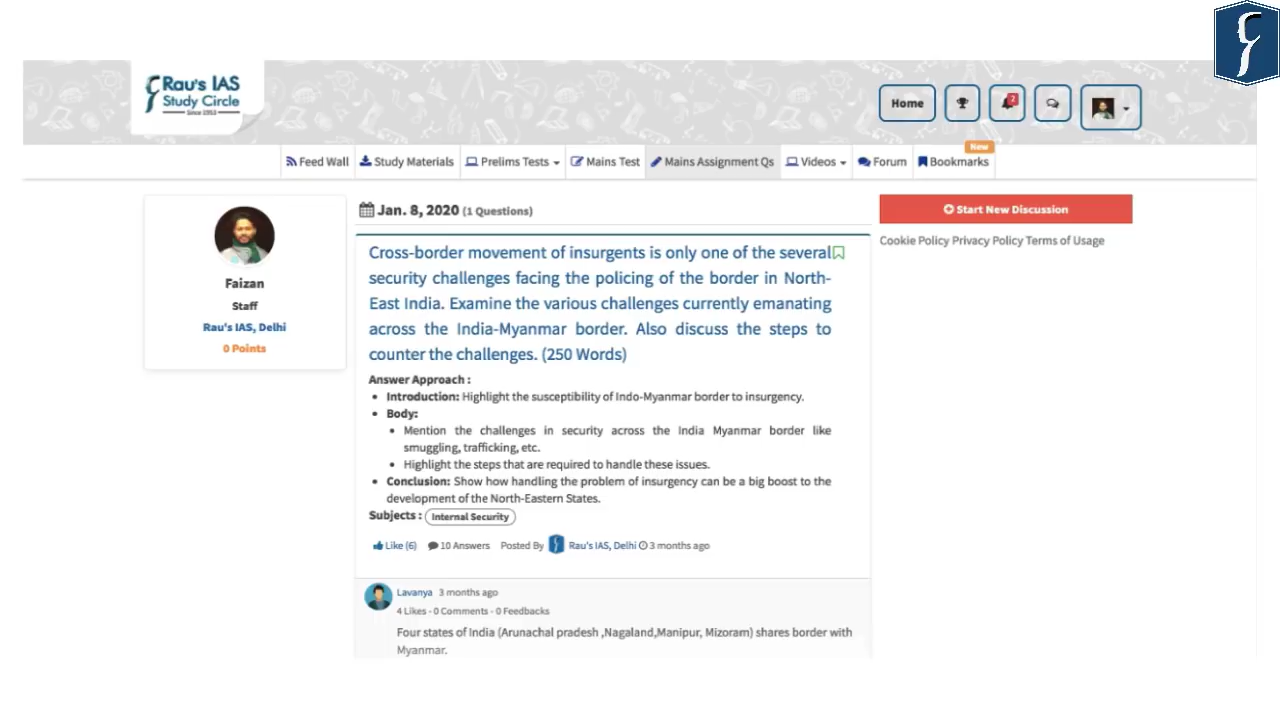 Rau's IAS
Study Circle
Since 1953
Home
2
Feed Wall
Study Materials
Prelims Tests
Mains Test
Mains Assignment Qs
Videos
Forum
New
Bookmarks
Faizan
Staff
Rau's IAS, Delhi
0 Points
Jan. 8, 2020 (1 Questions)
Cross-border movement of insurgents is only one of the several
security challenges facing the policing of the border in North-
East India. Examine the various challenges currently emanating
across the India-Myanmar border. Also discuss the steps to
counter the challenges. (250 Words)
Answer Approach :
• Introduction: Highlight the susceptibility of Indo-Myanmar border to insurgency.
• Body:
• Mention the challenges in security across the India Myanmar border like
smuggling, trafficking, etc.
• Highlight the steps that are required to handle these issues.
• Conclusion: Show how handling the problem of insurgency can be a big boost to the
development of the North-Eastern States.
Subjects : Internal Security
Like (6) 10 Answers Posted By Rau's IAS, Delhi 3 months ago
Lavanya 3 months ago
4 Likes - 0 Comments - 0 Feedbacks
Four states of India (Arunachal pradesh ,Nagaland,Manipur, Mizoram) shares border with
Myanmar.
Start New Discussion
Cookie Policy Privacy Policy Terms of Usage